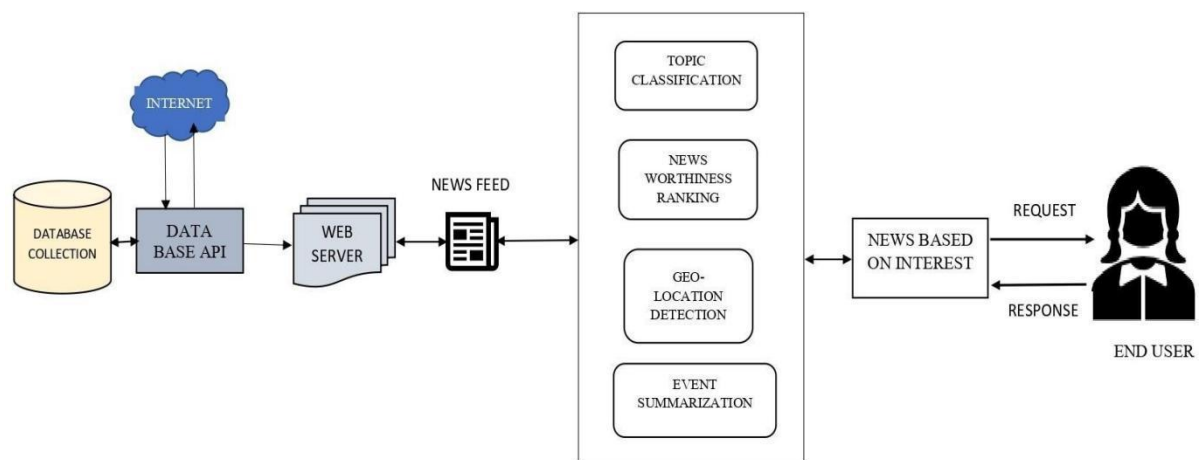 INTERNET
DATABASE
COLLECTION
DATA
BASE API
WEB
SERVER
NEWS FEED
TOPIC
CLASSIFICATION
NEWS
WORTHINESS
RANKING
GEO-
LOCATION
DETECTION
EVENT
SUMMARIZATION
NEWS BASED
ON INTEREST
REQUEST
RESPONSE
END USER